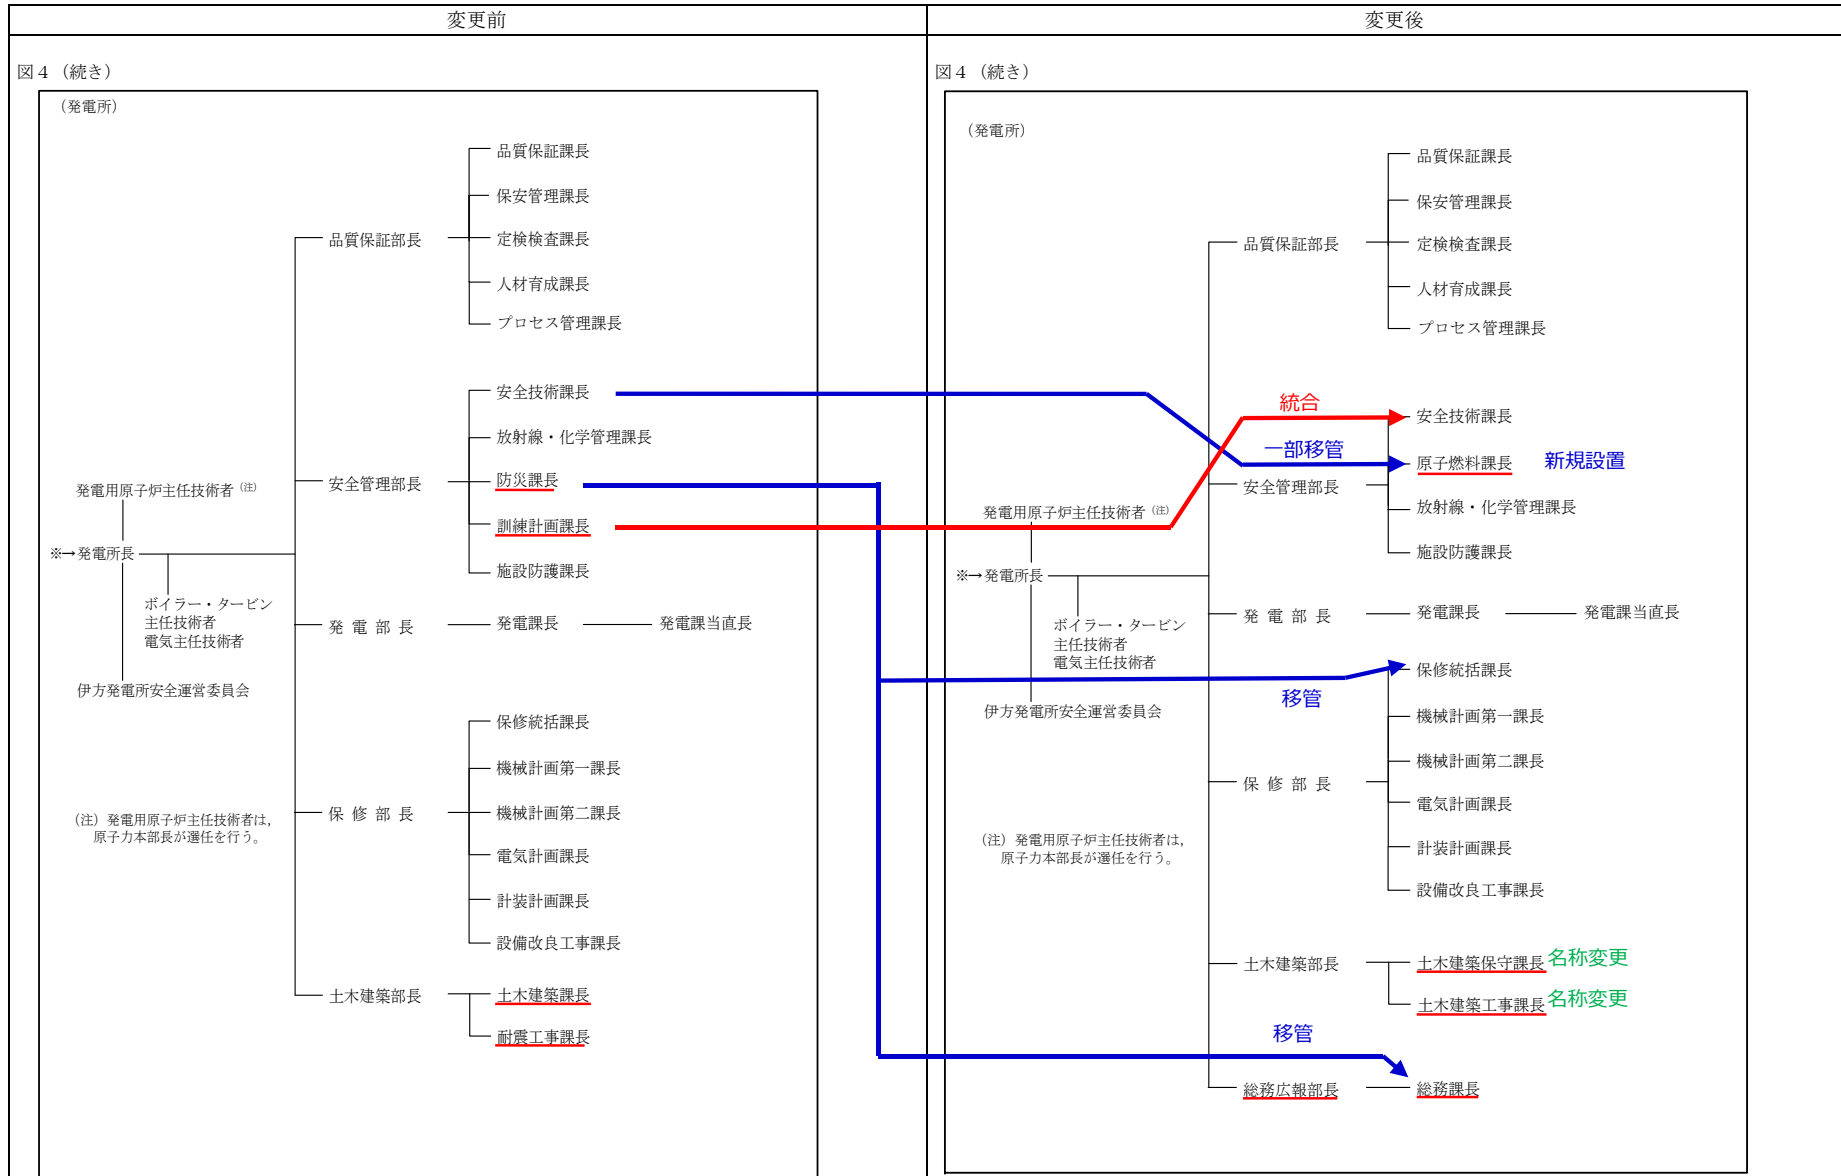 変更前
変更後
図4（続き）
（発電所）
品質保証課長
保安管理課長
品質保証部長
定検検査課長
人材育成課長
プロセス管理課長
安全技術課長
放射線・化学管理課長
安全管理部長
防災課長
発電用原子炉主任技術者（注）
訓練計画課長
※→発電所長
施設防護課長
ボイラー・タービン
主任技術者
電気主任技術者
発電部長
発電課長
発電課当直長
伊方発電所安全運営委員会
保修統括課長
機械計画第一課長
（注）発電用原子炉主任技術者は，
原子力本部長が選任を行う。
保修部長
機械計画第二課長
電気計画課長
計装計画課長
設備改良工事課長
土木建築部長
土木建築課長
耐震工事課長
図4（続き）
（発電所）
品質保証課長
保安管理課長
品質保証部長
定検検査課長
人材育成課長
プロセス管理課長
統合
安全技術課長
一部移管
原子燃料課長
新規設置
安全管理部長
放射線・化学管理課長
発電用原子炉主任技術者（注）
施設防護課長
※→発電所長
ボイラー・タービン
主任技術者
電気主任技術者
発電部長
発電課長
発電課当直長
保修統括課長
移管
伊方発電所安全運営委員会
機械計画第一課長
機械計画第二課長
保修部長
電気計画課長
（注）発電用原子炉主任技術者は，
原子力本部長が選任を行う。
計装計画課長
設備改良工事課長
土木建築部長
土木建築保守課長
名称変更
土木建築工事課長
名称変更
移管
総務広報部長
総務課長